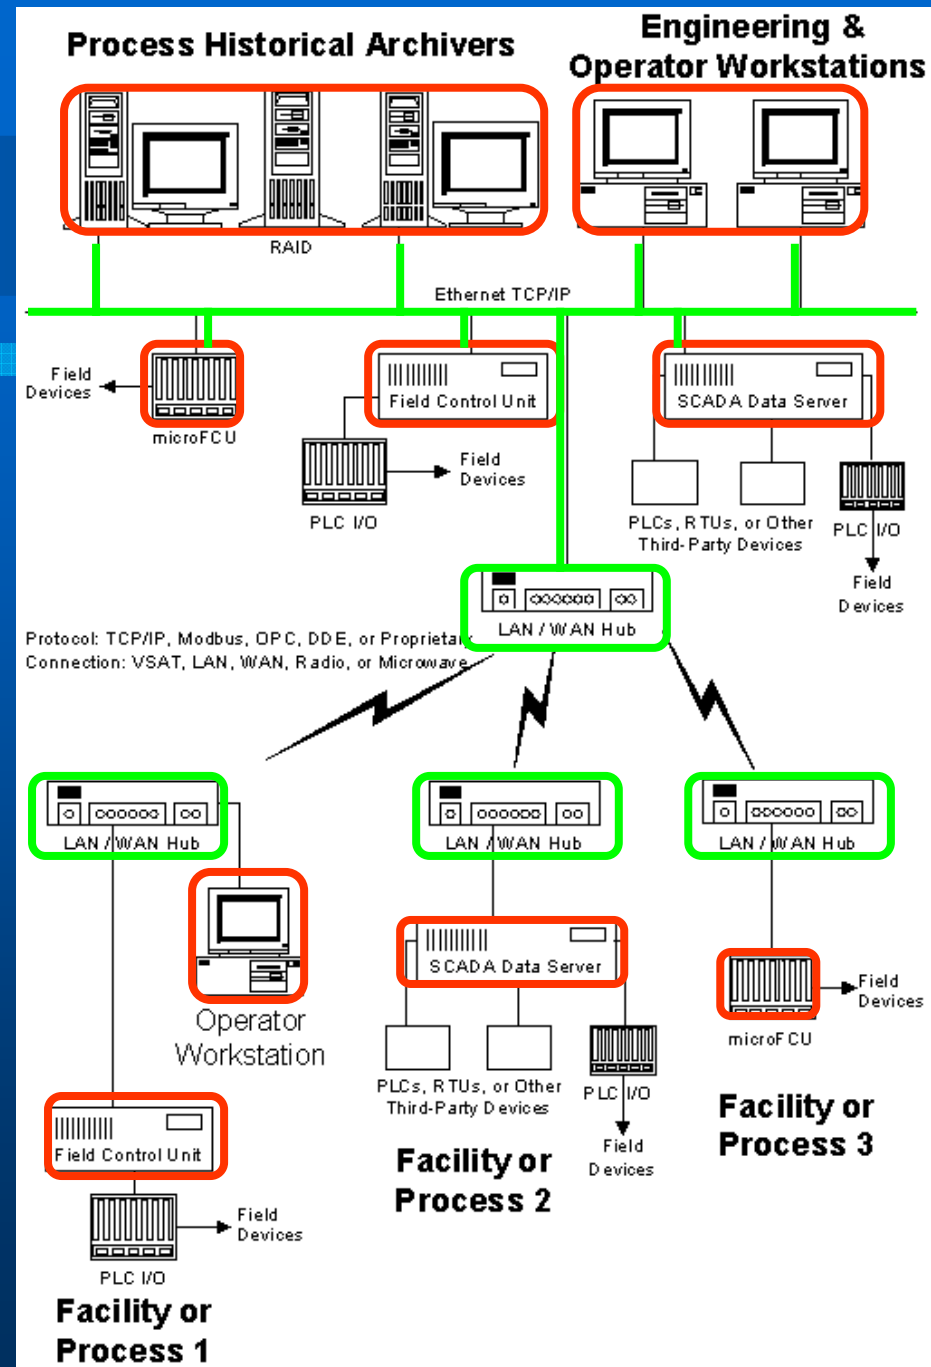 Process Historical Archivers
Engineering &
Operator Workstations
RAID
Ethernet TCP/IP
Field
Devices
microFCU
Field Control Unit
SCADA Data Server
Field
Devices
PLC I/O
PLCs, RTUs, or Other
Third-Party Devices
PLC I/O
Field
Devices
LAN / WAN Hub
Protocol: TCP/IP, Modbus, OPC, DDE, or Proprietary
Connection: VSAT, LAN, WAN, Radio, or Microwave
LAN / WAN Hub
LAN / WAN Hub
LAN / WAN Hub
Operator
Workstation
SCADA Data Server
Field
Devices
microFCU
PLCs, RTUs, or Other
Third-Party Devices
PLC I/O
Field
Devices
Facility or
Process 3
Facility or
Process 2
Field Control Unit
Field
Devices
PLC I/O
Facility or
Process 1